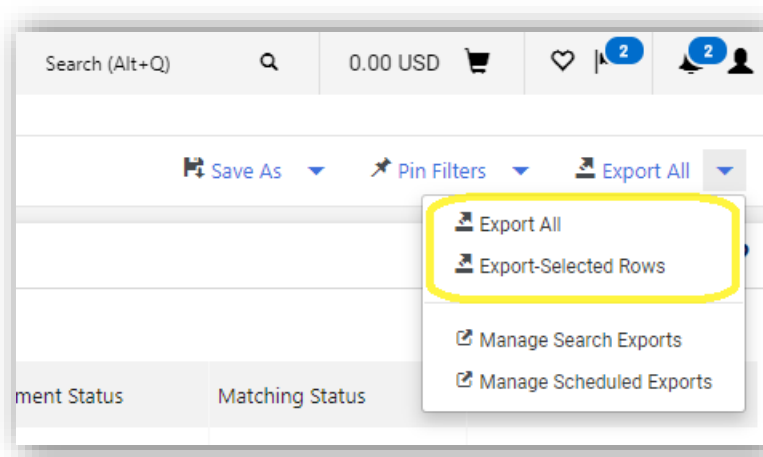 Search (Alt+Q) 0.00 USD 2 2
Save As Pin Filters Export All
Export All
Export-Selected Rows
Manage Search Exports
Manage Scheduled Exports
ment Status Matching Status